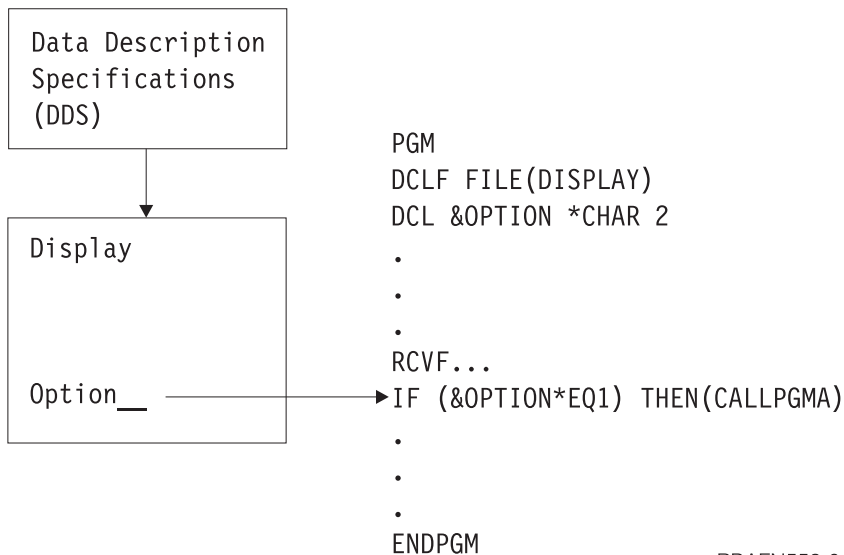 Data Description
Specifications
(DDS)
Display
Option__
PGM
DCLF FILE(DISPLAY)
DCL &OPTION *CHAR 2
.
.
.
RCVF...
IF (&OPTION*EQ1) THEN(CALLPGMA)
.
.
.
ENDPGM